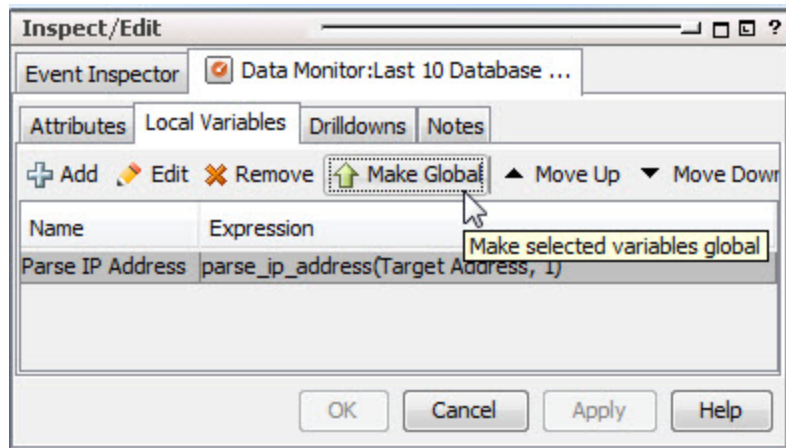 Inspect/Edit ?
Event Inspector Data Monitor:Last 10 Database ...
Attributes Local Variables Drilldowns Notes
Add Edit Remove Make Global Move Up Move Down
Name Expression
Make selected variables global
Parse IP Address parse_ip_address(Target Address, 1)
OK Cancel Apply Help